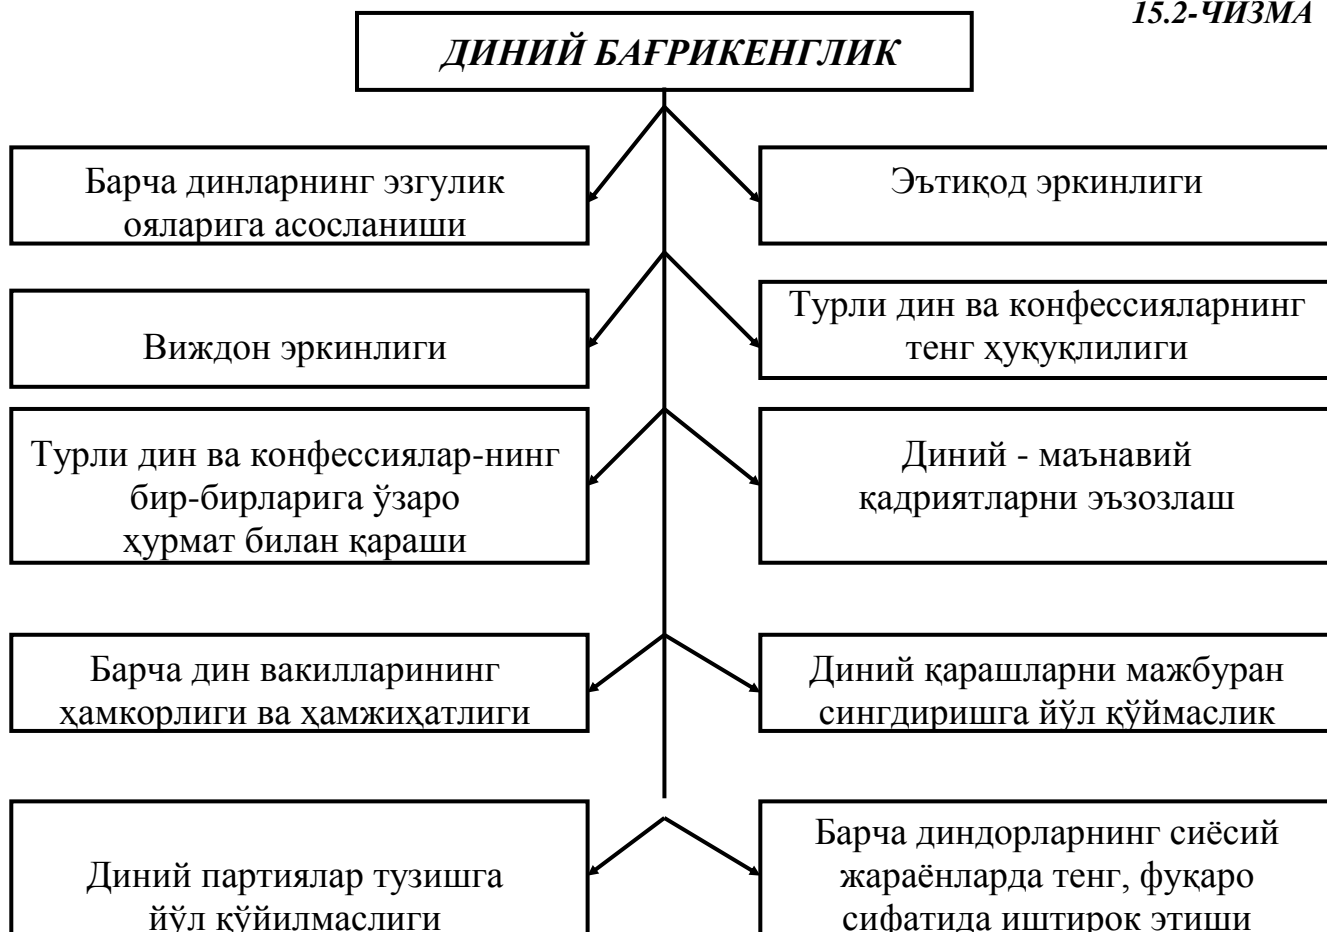 15.2-ЧИЗМА
ДИНИЙ БАҒРИКЕНГЛИК
Барча динларнинг эзгулик
ояларига асосланиши
Эътиқод эркинлиги
Виждон эркинлиги
Турли дин ва конфессияларнинг
тенг ҳуқуқлилиги
Турли дин ва конфессиялар-нинг
бир-бирларига ўзаро
ҳурмат билан қараши
Диний - маънавий
қадриятларни эъзозлаш
Барча дин вакилларининг
ҳамкорлиги ва ҳамжиҳатлиги
Диний қарашларни мажбуран
сингдиришга йўл қўймаслик
Диний партиялар тузишга
йўл қўйилмаслиги
Барча диндорларнинг сиёсий
жараёнларда тенг, фуқаро
сифатида иштирок этиши